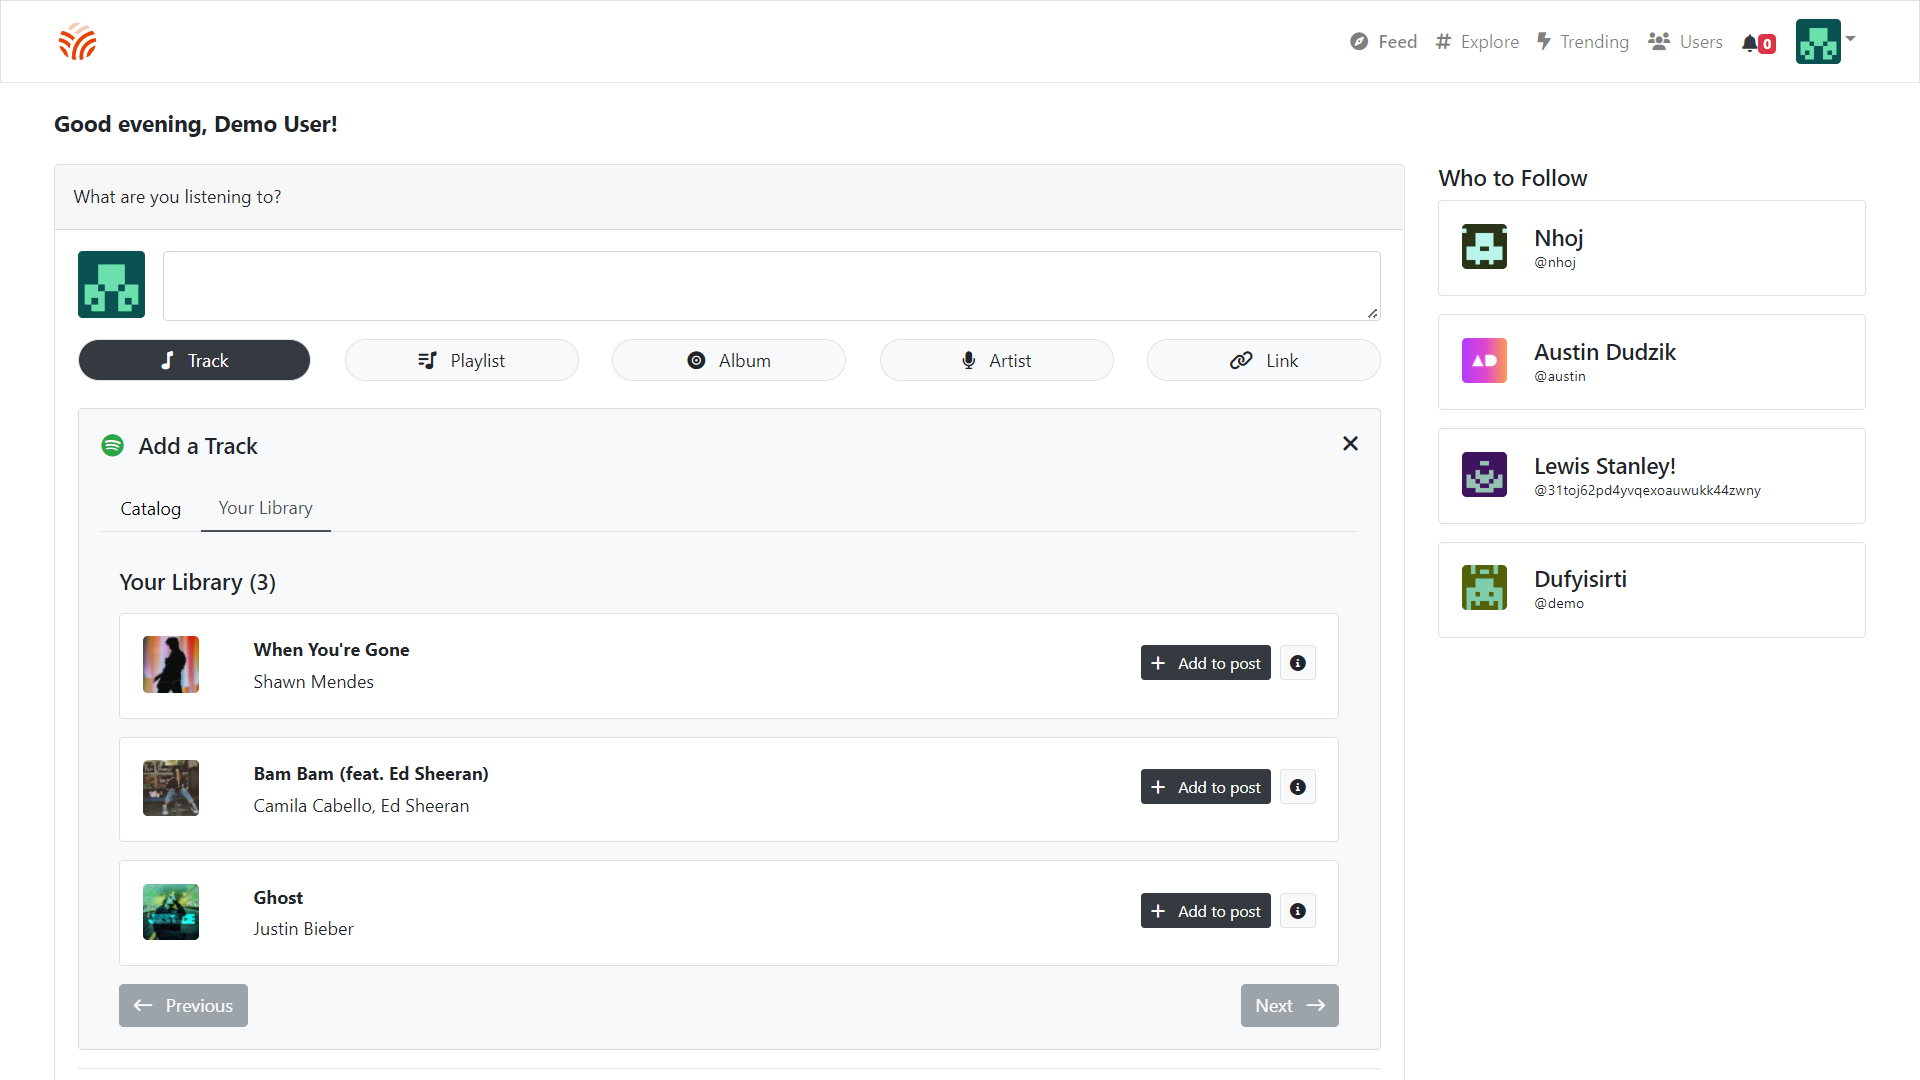 Feed
Explore
Trending
Users
0
Good evening, Demo User!
What are you listening to?
Track
Playlist
Album
Artist
Link
Add a Track
Catalog
Your Library
Your Library (3)
When You're Gone
Shawn Mendes
Add to post
Bam Bam (feat. Ed Sheeran)
Camila Cabello, Ed Sheeran
Add to post
Ghost
Justin Bieber
Add to post
Previous
Next
Who to Follow
Nhoj
@nhoj
AD
Austin Dudzik
@austin
Lewis Stanley!
@31toj62pd4yvqexoauwukk44zwny
Dufyisirti
@demo